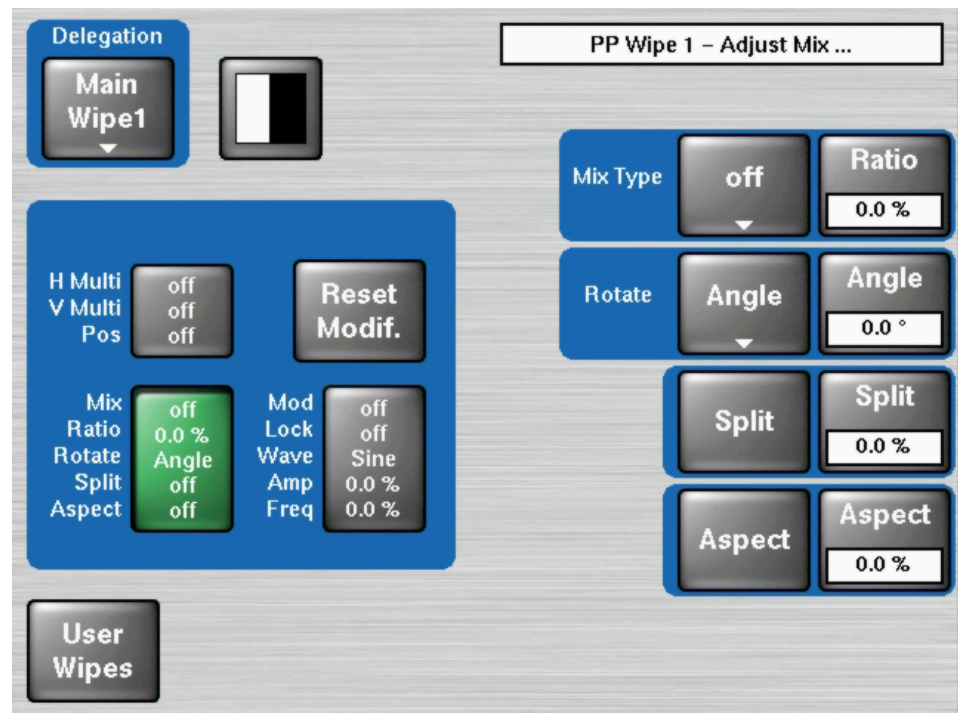 Delegation
Main
Wipe1
PP Wipe 1 – Adjust Mix ...
Mix Type
off
Ratio
0.0 %
H Multi off
V Multi off
Pos off
Reset
Modif.
Rotate
Angle
Angle
0.0 °
Mix off
Ratio 0.0 %
Rotate Angle
Split off
Aspect off
Mod off
Lock off
Wave Sine
Amp 0.0 %
Freq 0.0 %
Split
Split
0.0 %
Aspect
Aspect
0.0 %
User
Wipes